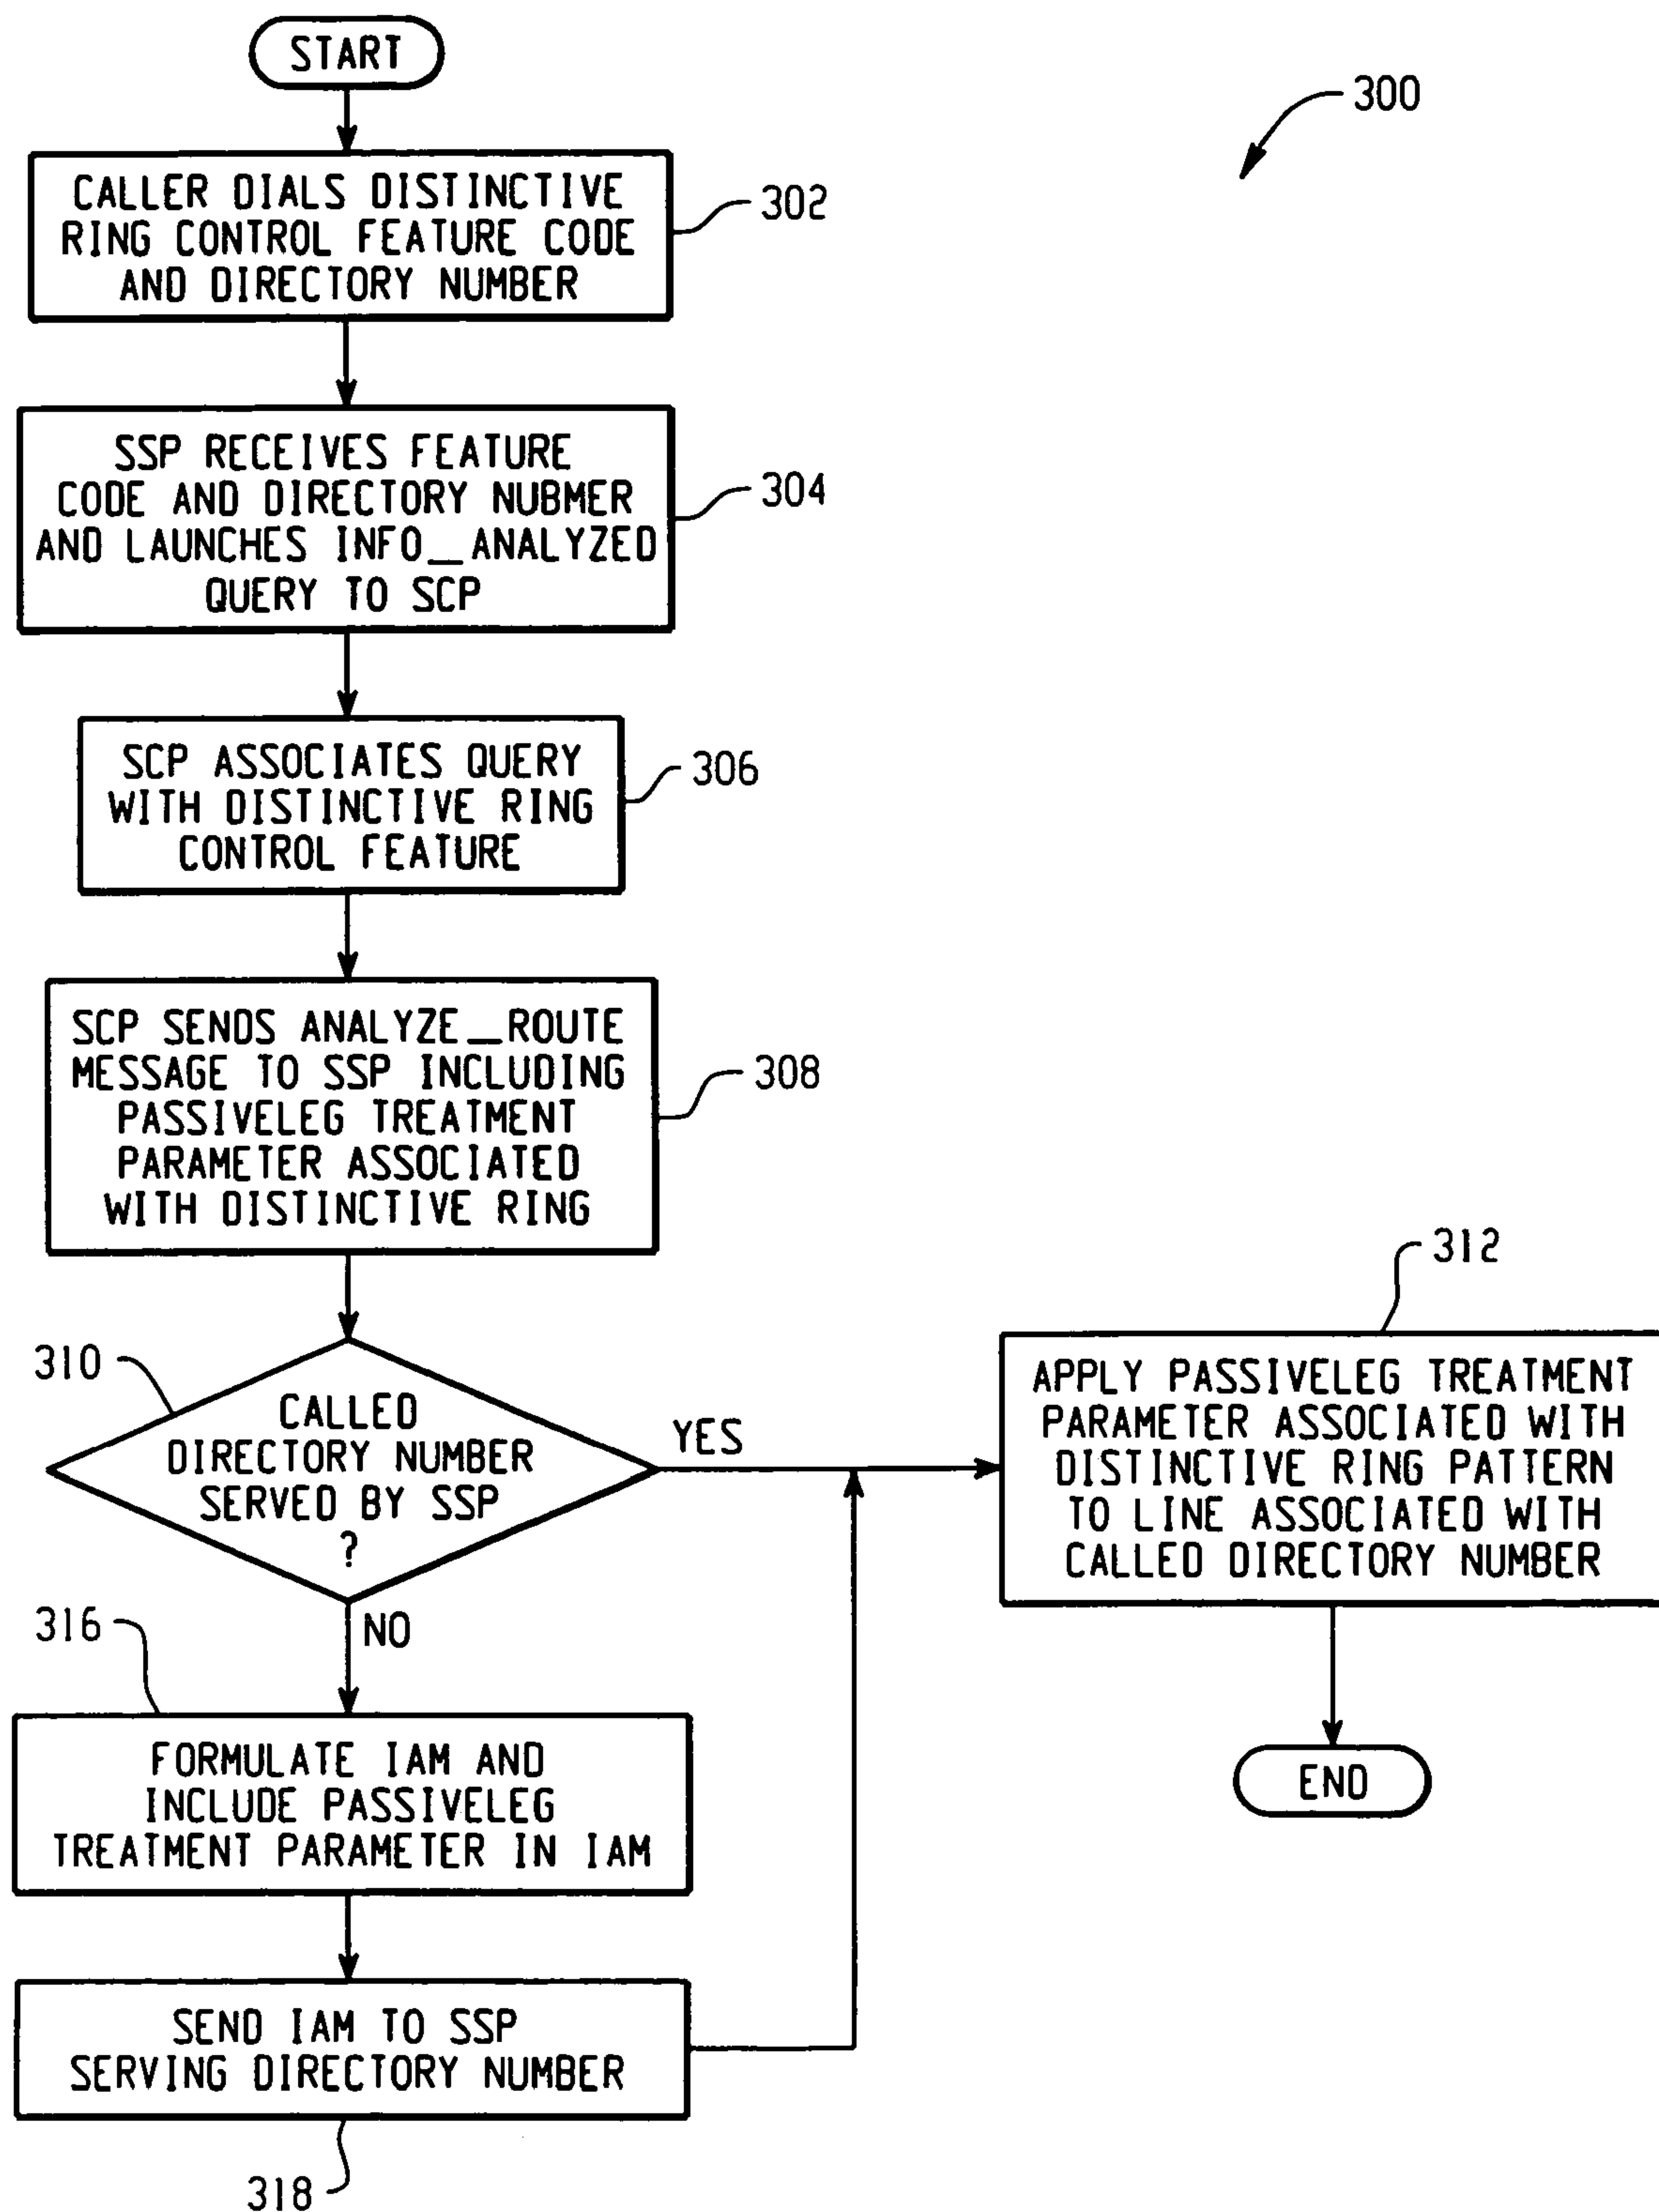 START
300
CALLER DIALS DISTINCTIVE
RING CONTROL FEATURE CODE
AND DIRECTORY NUMBER
302
SSP RECEIVES FEATURE
CODE AND DIRECTORY NUBMER
AND LAUNCHES INFO_ANALYZED
QUERY TO SCP
304
SCP ASSOCIATES QUERY
WITH DISTINCTIVE RING
CONTROL FEATURE
306
SCP SENDS ANALYZE_ROUTE
MESSAGE TO SSP INCLUDING
PASSIVELEG TREATMENT
PARAMETER ASSOCIATED
WITH DISTINCTIVE RING
308
310
CALLED
DIRECTORY NUMBER
SERVED BY SSP
?
YES
NO
312
APPLY PASSIVELEG TREATMENT
PARAMETER ASSOCIATED WITH
DISTINCTIVE RING PATTERN
TO LINE ASSOCIATED WITH
CALLED DIRECTORY NUMBER
END
316
FORMULATE IAM AND
INCLUDE PASSIVELEG
TREATMENT PARAMETER IN IAM
SEND IAM TO SSP
SERVING DIRECTORY NUMBER
318